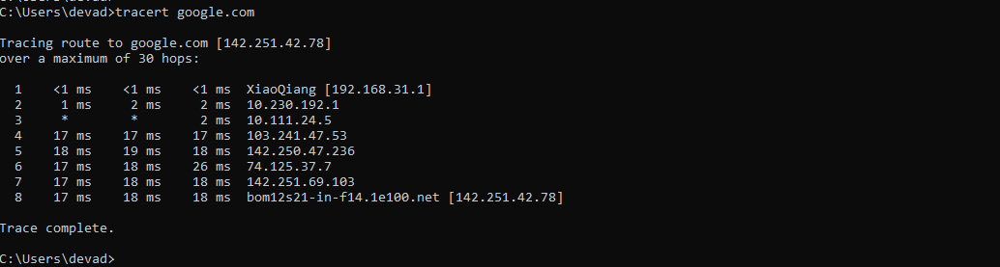 C:\Users\devad>tracert google.com
Tracing route to google.com [142.251.42.78]
over a maximum of 30 hops:
1 <1 ms <1 ms <1 ms XiaoQiang [192.168.31.1]
2 1 ms 2 ms 2 ms 10.230.192.1
3 * * 2 ms 10.111.24.5
4 17 ms 17 ms 17 ms 103.241.47.53
5 18 ms 19 ms 18 ms 142.250.47.236
6 17 ms 18 ms 26 ms 74.125.37.7
7 17 ms 18 ms 18 ms 142.251.69.103
8 17 ms 18 ms 18 ms bom12s21-in-f14.1e100.net [142.251.42.78]
Trace complete.
C:\Users\devad>